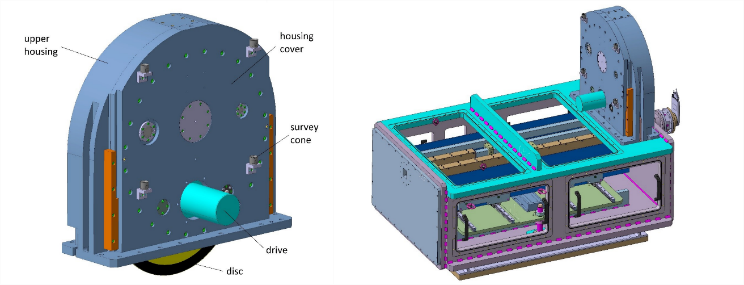 upper
housing
housing
cover
survey
cone
drive
disc